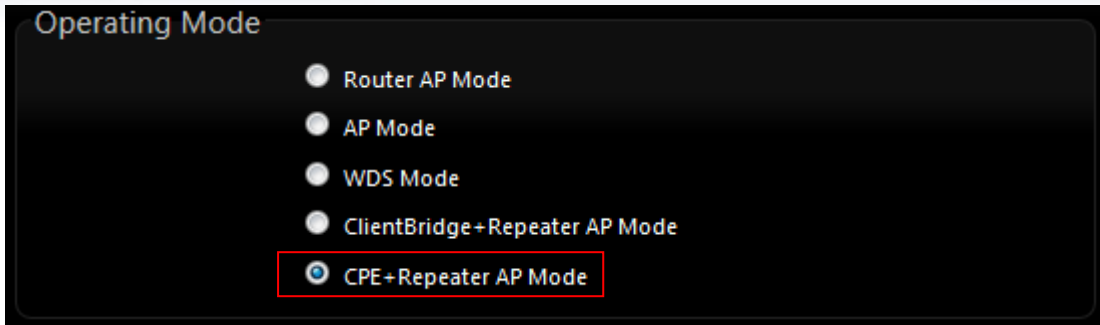 Operating Mode
Router AP Mode
AP Mode
WDS Mode
ClientBridge+Repeater AP Mode
CPE+Repeater AP Mode